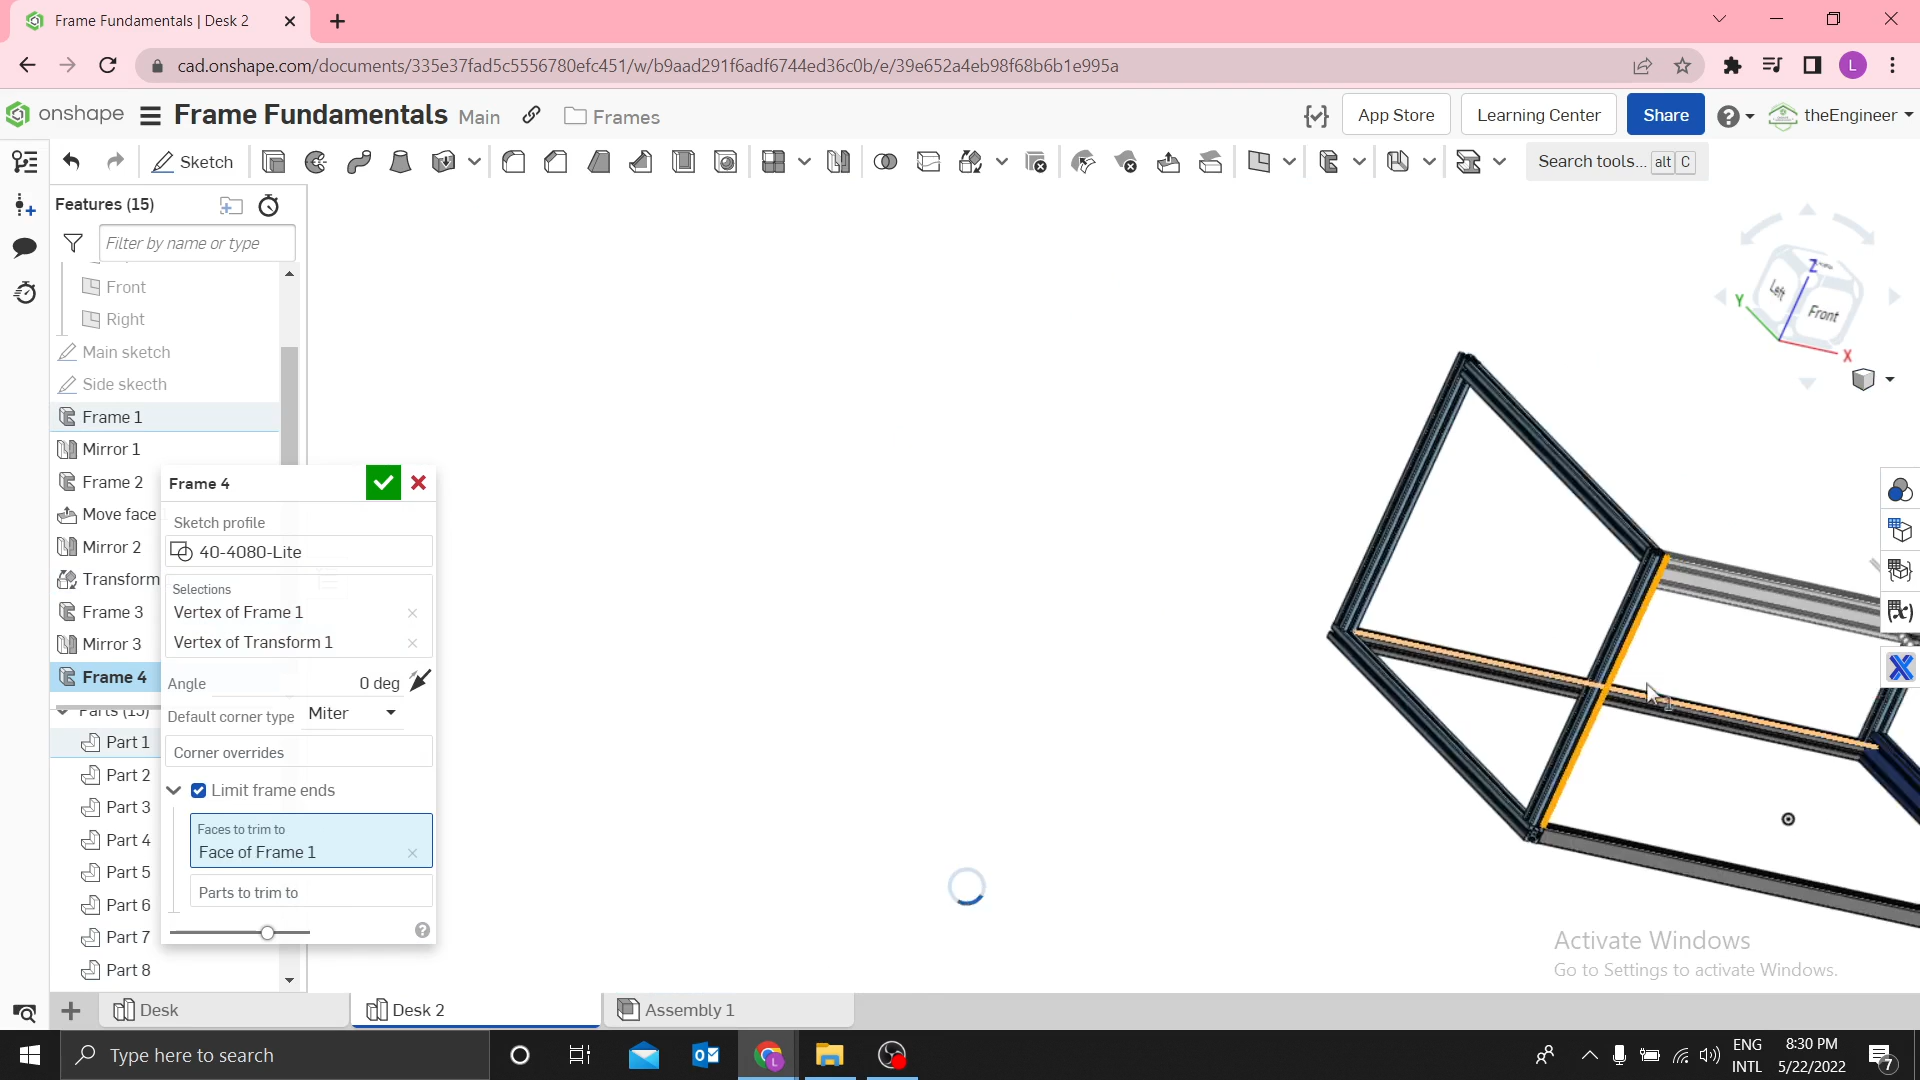 Frame Fundamentals | Desk 2
cad.onshape.com/documents/335e37fad5c5556780efc451/w/b9aad291f6adf6744ed36c0b/e/39e652a4eb98f68b6b1e995a
L
onshape Frame Fundamentals Main Frames
App Store Learning Center Share theEngineer
Sketch Search tools... alt C
Features (15)
Filter by name or type
Front
Right
Main sketch
Side skecth
Frame 1
Mirror 1
Frame 2
Move face
Mirror 2
Transform
Frame 3
Mirror 3
Frame 4
Parts (15)
Part 1
Part 2
Part 3
Part 4
Part 5
Part 6
Part 7
Part 8
Frame 4
Sketch profile
40-4080-Lite
Selections
Vertex of Frame 1
Vertex of Transform 1
Angle 0 deg
Default corner type Miter
Corner overrides
Limit frame ends
Faces to trim to
Face of Frame 1
Parts to trim to
Z
Y
X
Left
Front
Activate Windows
Go to Settings to activate Windows.
Desk Desk 2 Assembly 1
Type here to search
ENG
INTL
8:30 PM
5/22/2022
7